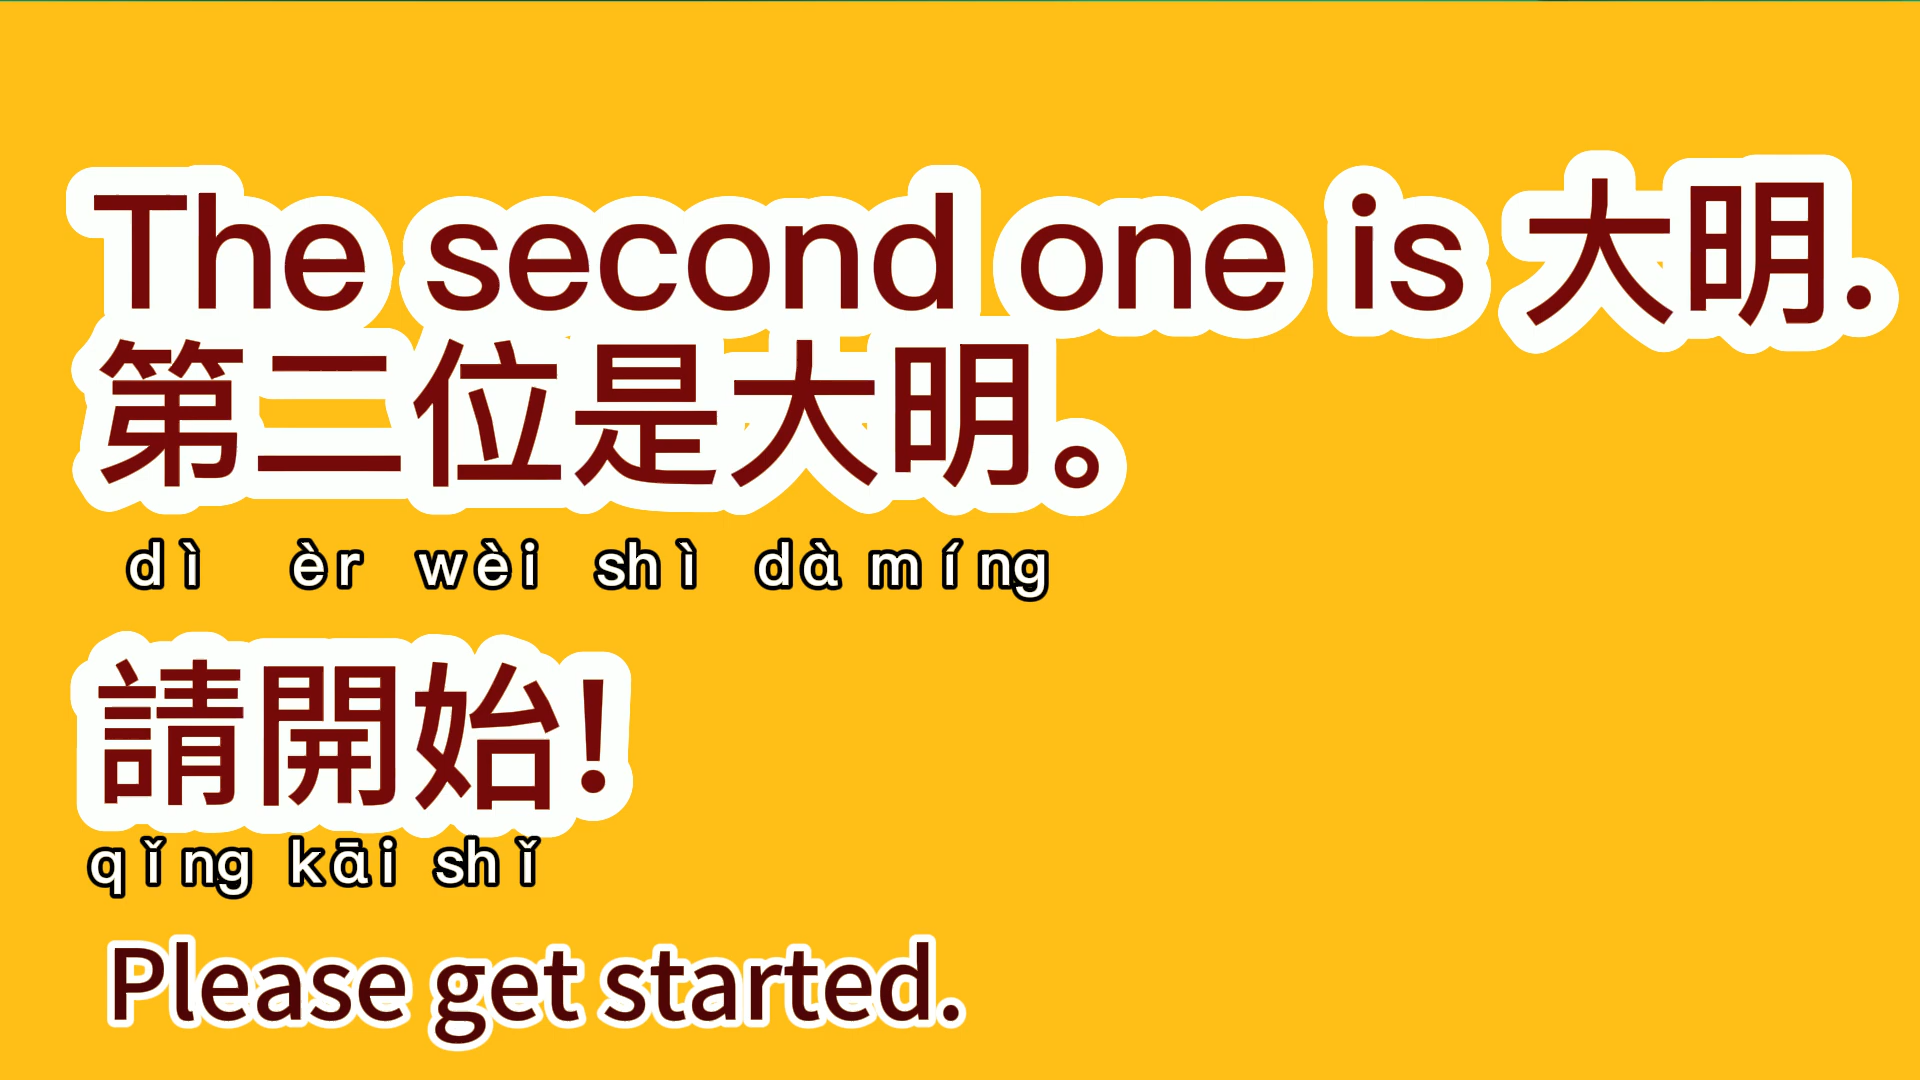 The second one is 大明.
第二位是大明。
dì èr wèi shì dà míng
請開始!
qǐng kāi shǐ
Please get started.